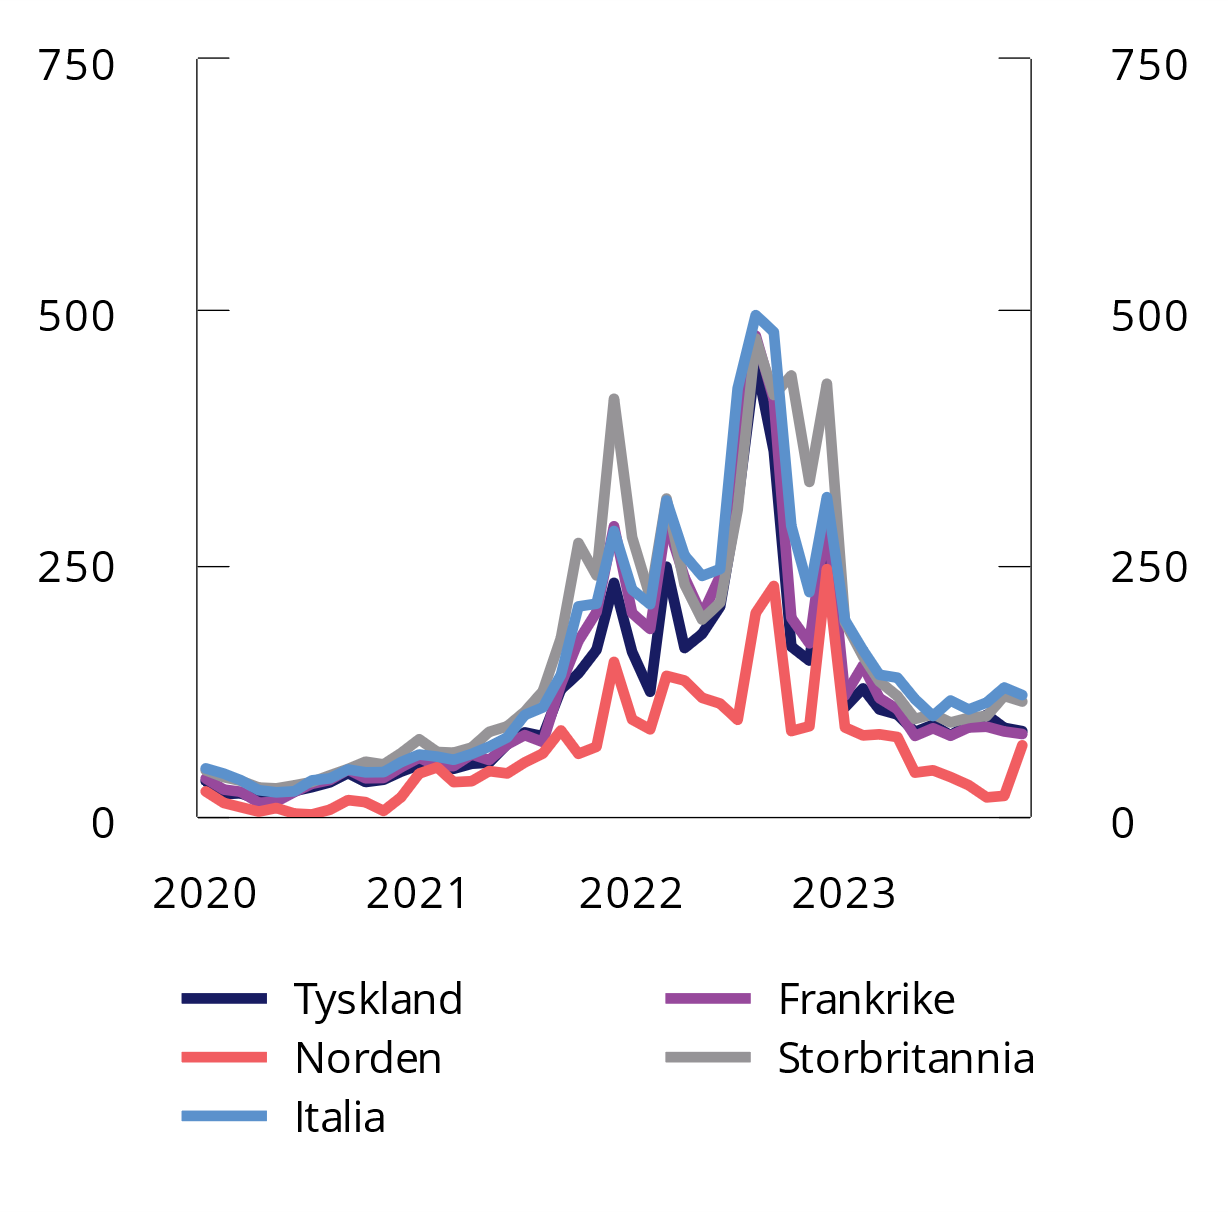 750 750
500 500
250 250
0 0
2020 2021 2022 2023
Tyskland Frankrike
Norden Storbritannia
Italia